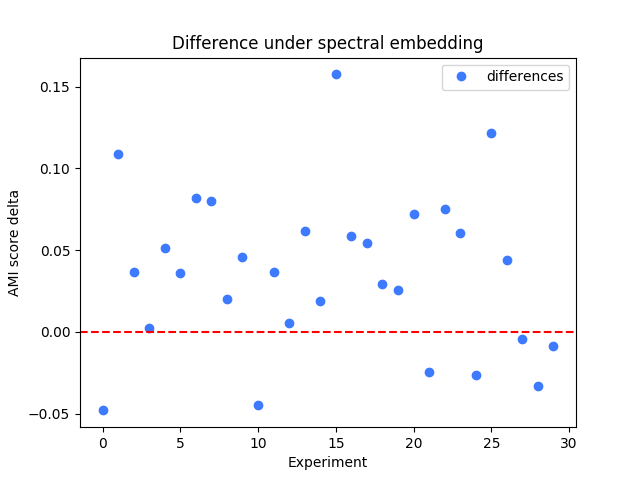 Difference under spectral embedding
differences
AMI score delta
0.15
0.10
0.05
0.00
−0.05
0 5 10 15 20 25 30
Experiment